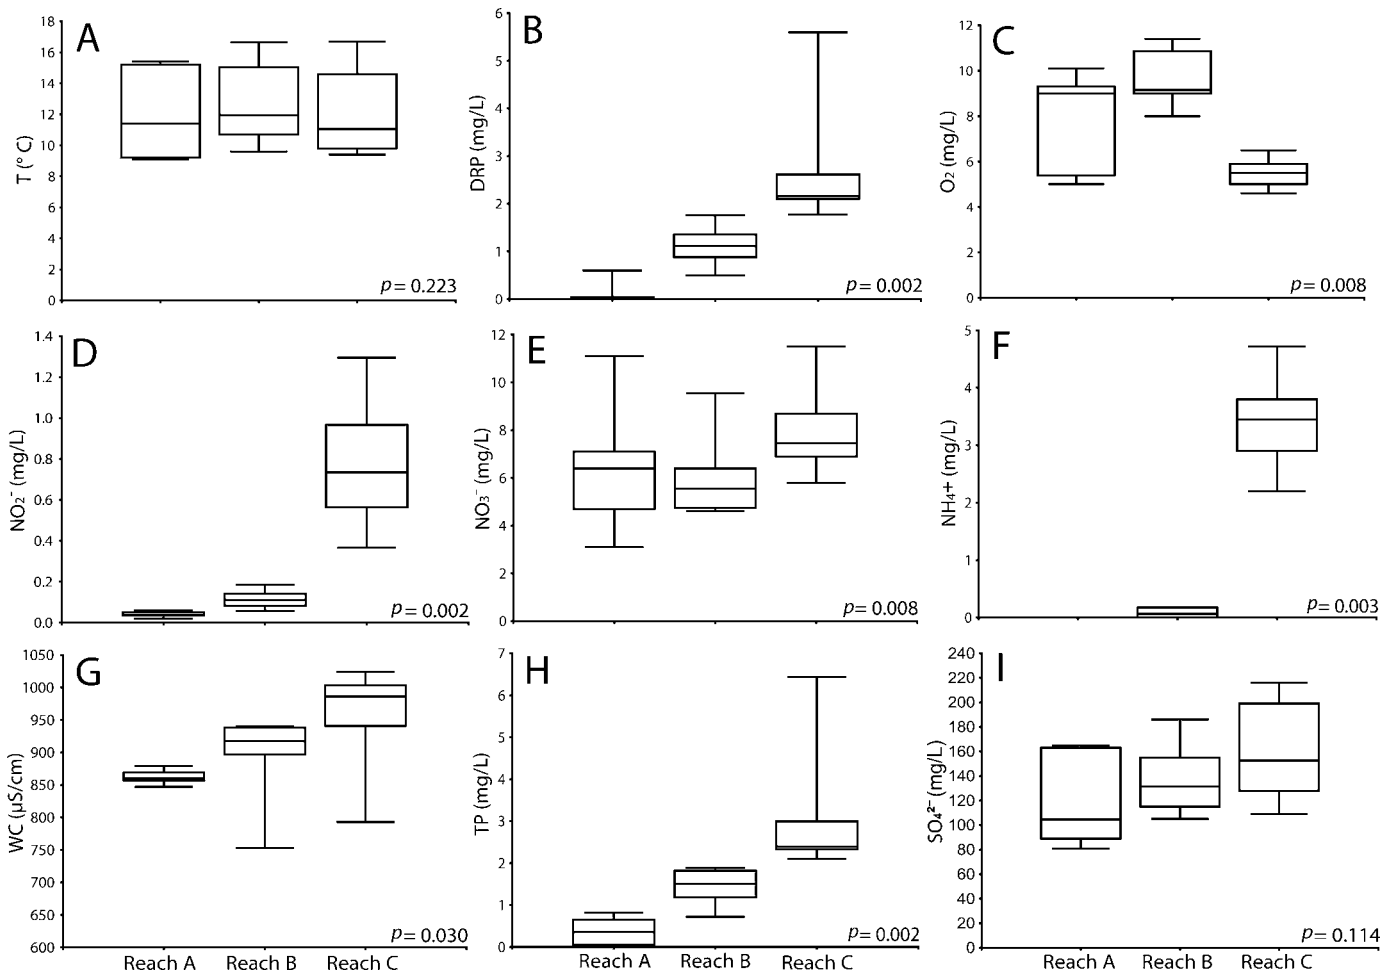 A
T (° C)
18
16
14
12
10
8
6
4
2
0
p = 0.223
B
DRP (mg/L)
6
5
4
3
2
1
0
p = 0.002
C
O₂ (mg/L)
12
10
8
6
4
2
0
p = 0.008
D
NO₂⁻ (mg/L)
1.4
1.2
1.0
0.8
0.6
0.4
0.2
0.0
p = 0.002
E
NO₃⁻ (mg/L)
12
10
8
6
4
2
0
p = 0.008
F
NH₄+ (mg/L)
5
4
3
2
1
0
p = 0.003
G
WC (µS/cm)
1050
1000
950
900
850
800
750
700
650
600
p = 0.030
Reach A Reach B Reach C
H
TP (mg/L)
7
6
5
4
3
2
1
0
p = 0.002
Reach A Reach B Reach C
I
SO₄²⁻ (mg/L)
240
220
200
180
160
140
120
100
80
60
40
20
0
p = 0.114
Reach A Reach B Reach C